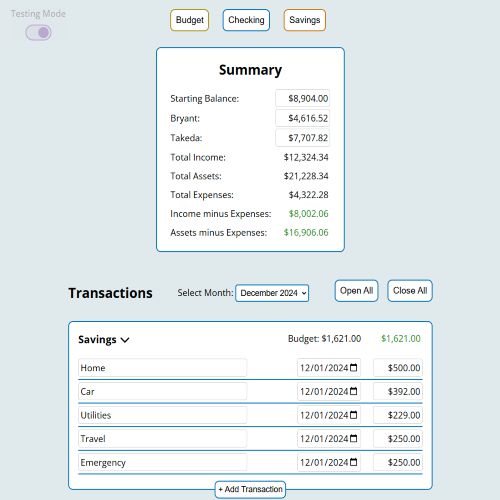 Testing Mode
Budget Checking Savings
Summary
Starting Balance: $8,904.00
Bryant: $4,616.52
Takeda: $7,707.82
Total Income: $12,324.34
Total Assets: $21,228.34
Total Expenses: $4,322.28
Income minus Expenses: $8,002.06
Assets minus Expenses: $16,906.06
Transactions Select Month: December 2024 Open All Close All
Savings Budget: $1,621.00 $1,621.00
Home 12/01/2024 $500.00
Car 12/01/2024 $392.00
Utilities 12/01/2024 $229.00
Travel 12/01/2024 $250.00
Emergency 12/01/2024 $250.00
+ Add Transaction